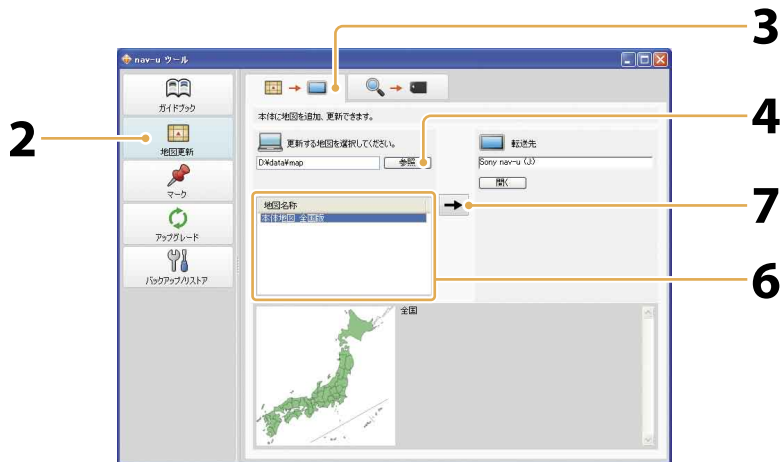 3
nav-u ツール
ガイドブック
本体に地図を追加、更新できます。
4
2
地図更新
更新する地図を選択してください。
転送先
D:¥data¥map
参照
Sony nav-u (J:)
開く
マーク
7
地図名称
本体地図 全国版
アップグレード
6
バックアップ/リストア
全国